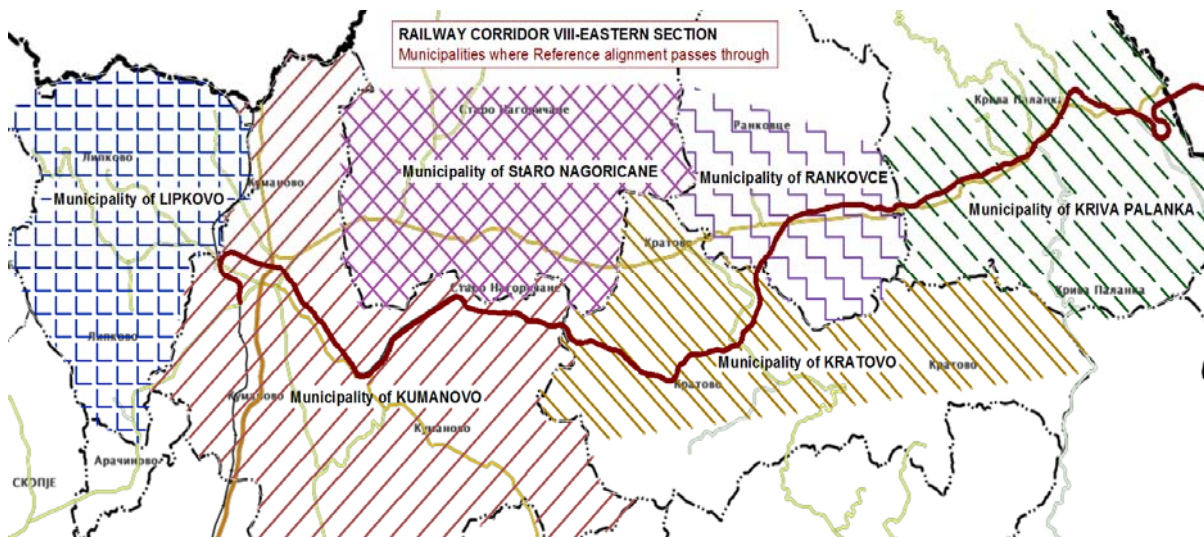 RAILWAY CORRIDOR VIII-EASTERN SECTION
Municipalities where Reference alignment passes through
Крива Паланка
Старо Нагоричане
Ранковце
Липково
Куманово
Municipality of StARO NAGORICANE
Municipality of RANKOVCE
Municipality of LIPKOVO
Municipality of KRIVA PALANKA
Кратово
Старо Нагоричане
Крива Паланка
Липково
Municipality of KRATOVO
Кратово
Кратово
Municipality of KUMANOVO
Куманово
Куманово
Арачиново
СКОПЈЕ